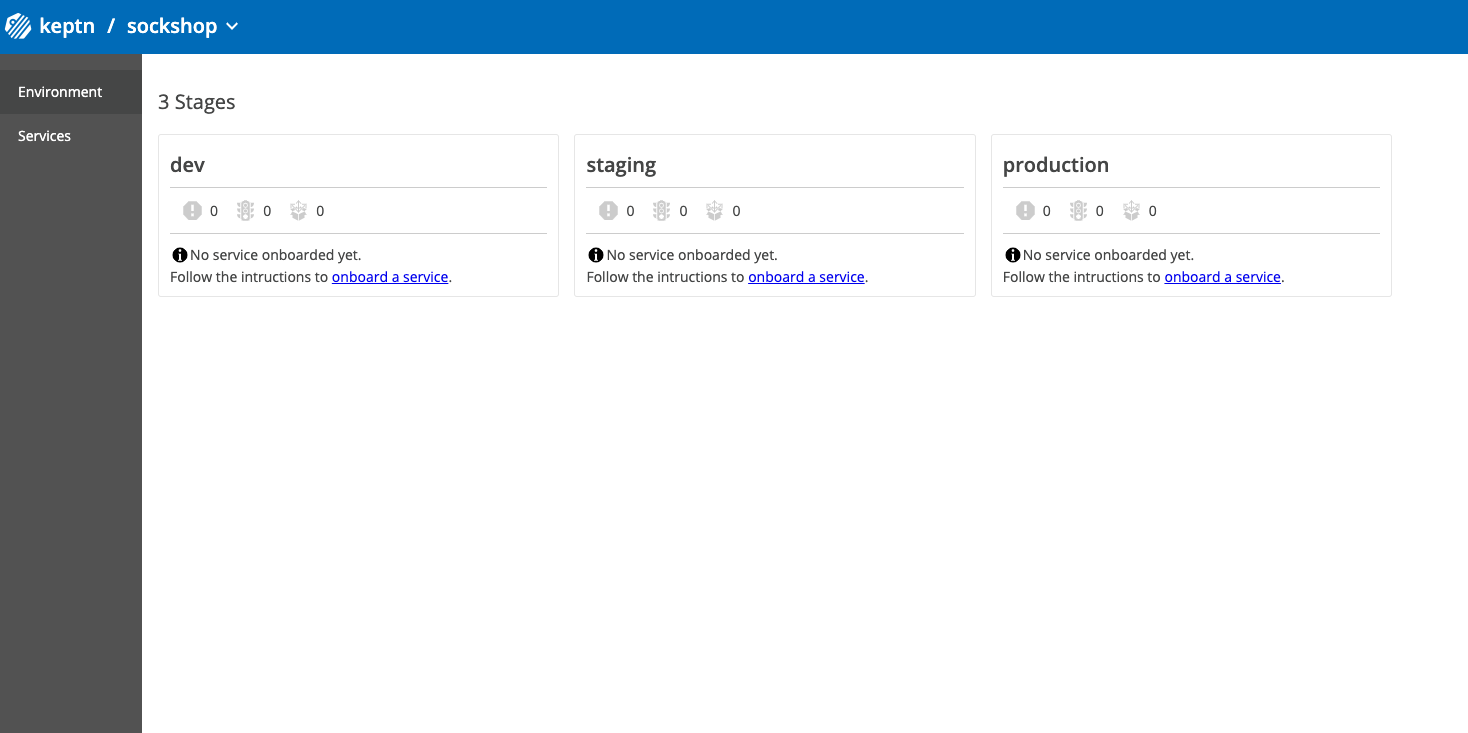 keptn / sockshop
Environment
Services
3 Stages
dev
0 0 0
No service onboarded yet.
Follow the intructions to onboard a service.
staging
0 0 0
No service onboarded yet.
Follow the intructions to onboard a service.
production
0 0 0
No service onboarded yet.
Follow the intructions to onboard a service.